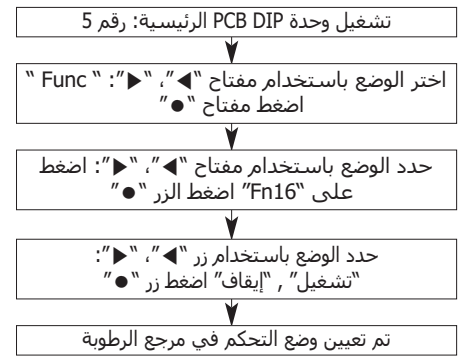 تشغيل وحدة PCB DIP الرئيسية: رقم 5
اختر الوضع باستخدام مفتاح “◀”، “▶”: “ Func “
اضغط مفتاح “●”
حدد الوضع باستخدام مفتاح “◀”، “▶”: اضغط
على “Fn16” اضغط الزر “●”
حدد الوضع باستخدام زر “◀”، “▶”:
“تشغيل” , “إيقاف” اضغط زر “●”
تم تعيين وضع التحكم في مرجع الرطوبة